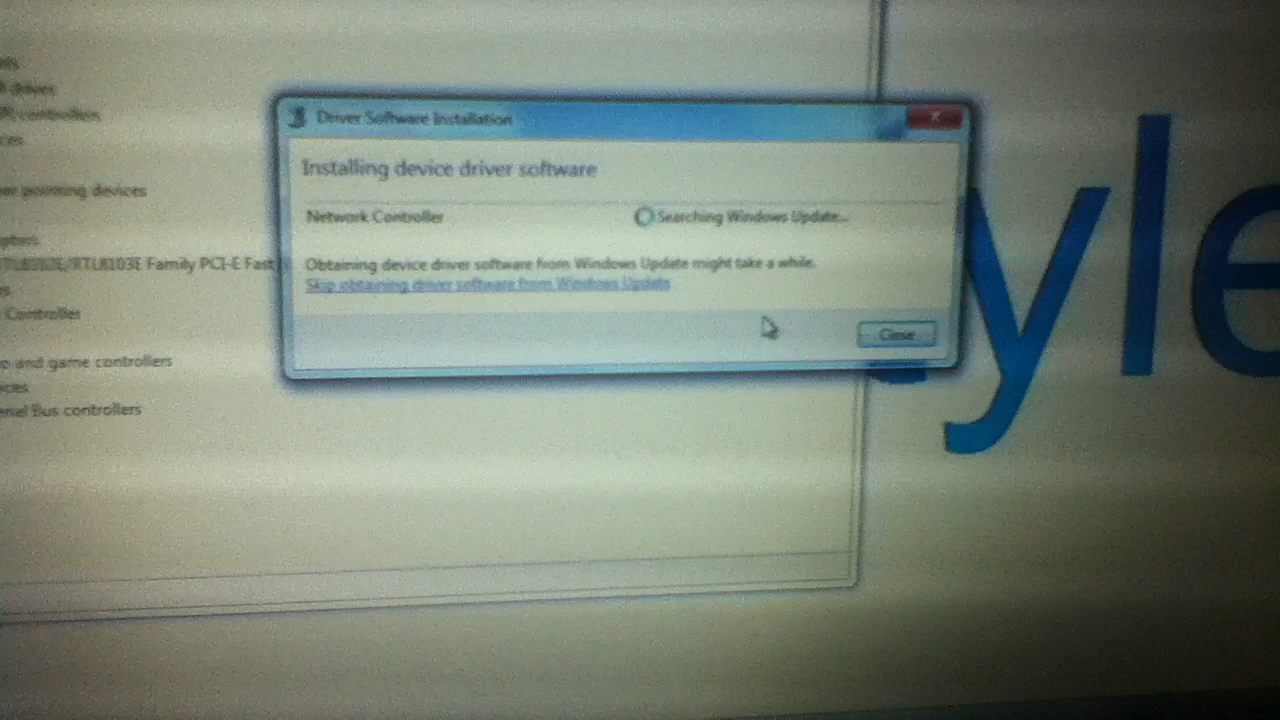 drives
controllers
pointing devices
/RTL8103E Family PCI-E Fast
Controller
and game controllers
Bus controllers
Driver Software Installation
Installing device driver software
Network Controller
Searching Windows Update...
Obtaining device driver software from Windows Update might take a while.
Skip obtaining driver software from Windows Update
Close
yle